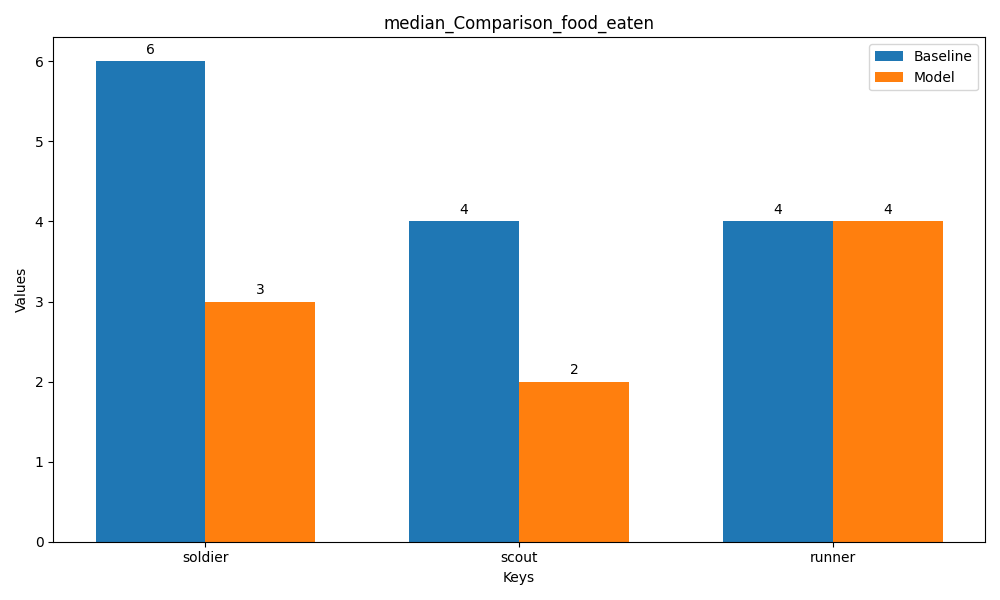 median_Comparison_food_eaten
Baseline
Model
6
3
4
2
4
4
Values
6
5
4
3
2
1
0
soldier
scout
runner
Keys